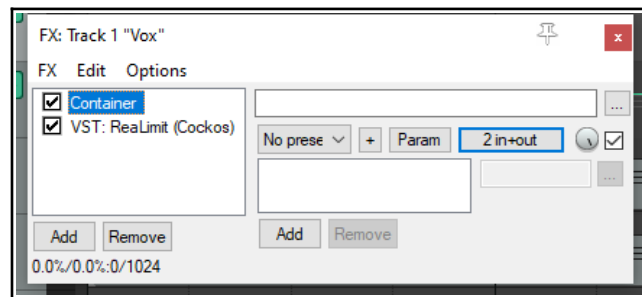 FX: Track 1 "Vox"
x
FX Edit Options
Container
...
VST: ReaLimit (Cockos)
No prese + Param 2 in+out
...
Add Remove
Add Remove
0.0%/0.0%:0/1024